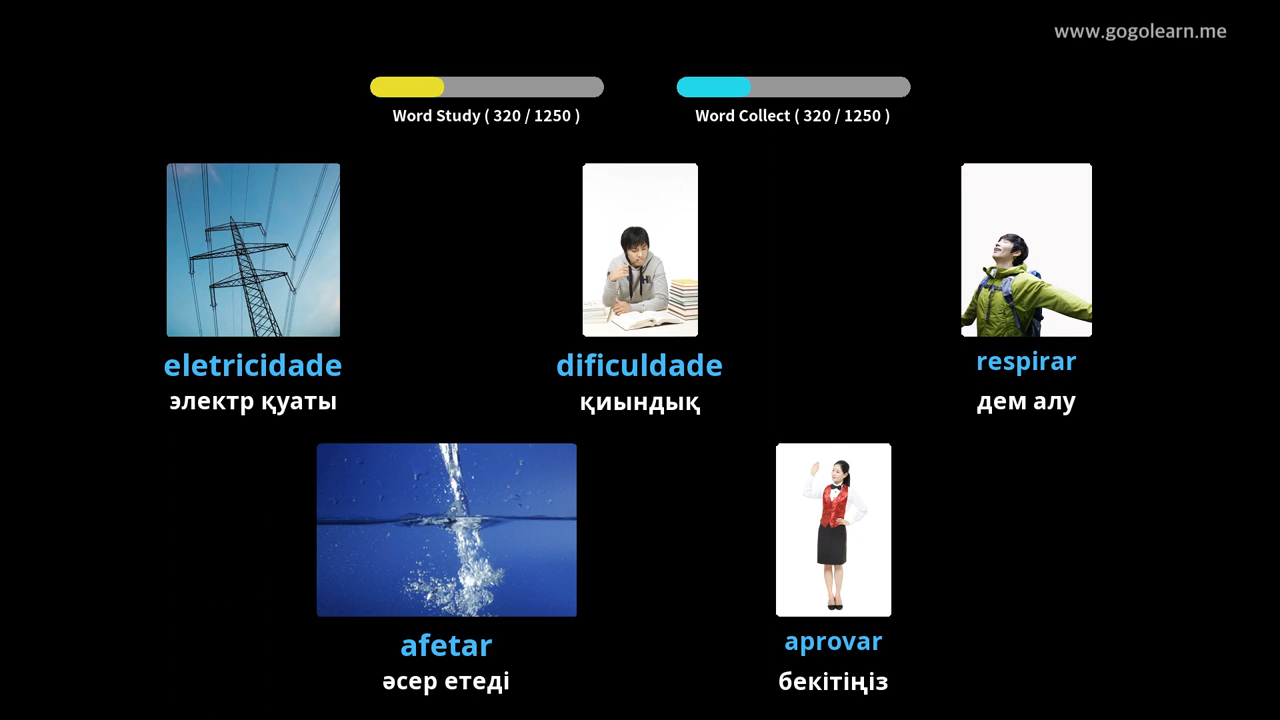 www.gogolearn.me
Word Study ( 320 / 1250 )
Word Collect ( 320 / 1250 )
eletricidade
электр қуаты
dificuldade
қиындық
respirar
дем алу
afetar
әсер етеді
aprovar
бекітіңіз